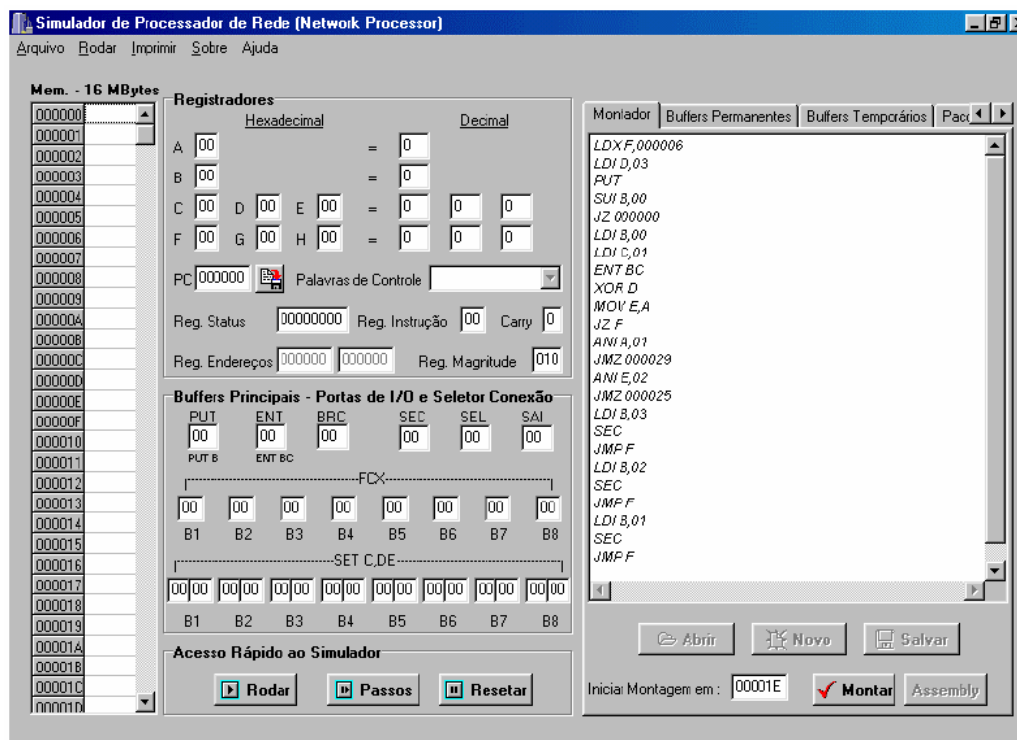 Simulador de Processador de Rede (Network Processor)
Arquivo Rodar Imprimir Sobre Ajuda
Mem. - 16 MBytes
000000
000001
000002
000003
000004
000005
000006
000007
000008
000009
00000A
00000B
00000C
00000D
00000E
00000F
000010
000011
000012
000013
000014
000015
000016
000017
000018
000019
00001A
00001B
00001C
00001D
Registradores
Hexadecimal Decimal
A 00 = 0
B 00 = 0
C 00 D 00 E 00 = 0 0 0
F 00 G 00 H 00 = 0 0 0
PC 000000 Palavras de Controle
Reg. Status 00000000 Reg. Instrução 00 Carry 0
Reg. Endereços 000000 000000 Reg. Magnitude 010
Buffers Principais - Portas de I/O e Seletor Conexão
PUT ENT BRC SEC SEL SAI
00 00 00 00 00 00
PUT B ENT BC
FCX
00 00 00 00 00 00 00 00
B1 B2 B3 B4 B5 B6 B7 B8
SET C,DE
00 00 00 00 00 00 00 00 00 00 00 00 00 00 00 00
B1 B2 B3 B4 B5 B6 B7 B8
Acesso Rápido ao Simulador
Rodar Passos Resetar
Montador Buffers Permanentes Buffers Temporários Paco
LDX F,000006
LDI D,03
PUT
SUI B,00
JZ 000000
LDI B,00
LDI C,01
ENT BC
XOR D
MOV E,A
JZ F
ANI A,01
JMZ 000029
ANI E,02
JMZ 000025
LDI B,03
SEC
JMP F
LDI B,02
SEC
JMP F
LDI B,01
SEC
JMP F
Abrir Novo Salvar
Iniciar Montagem em : 00001E Montar Assembly